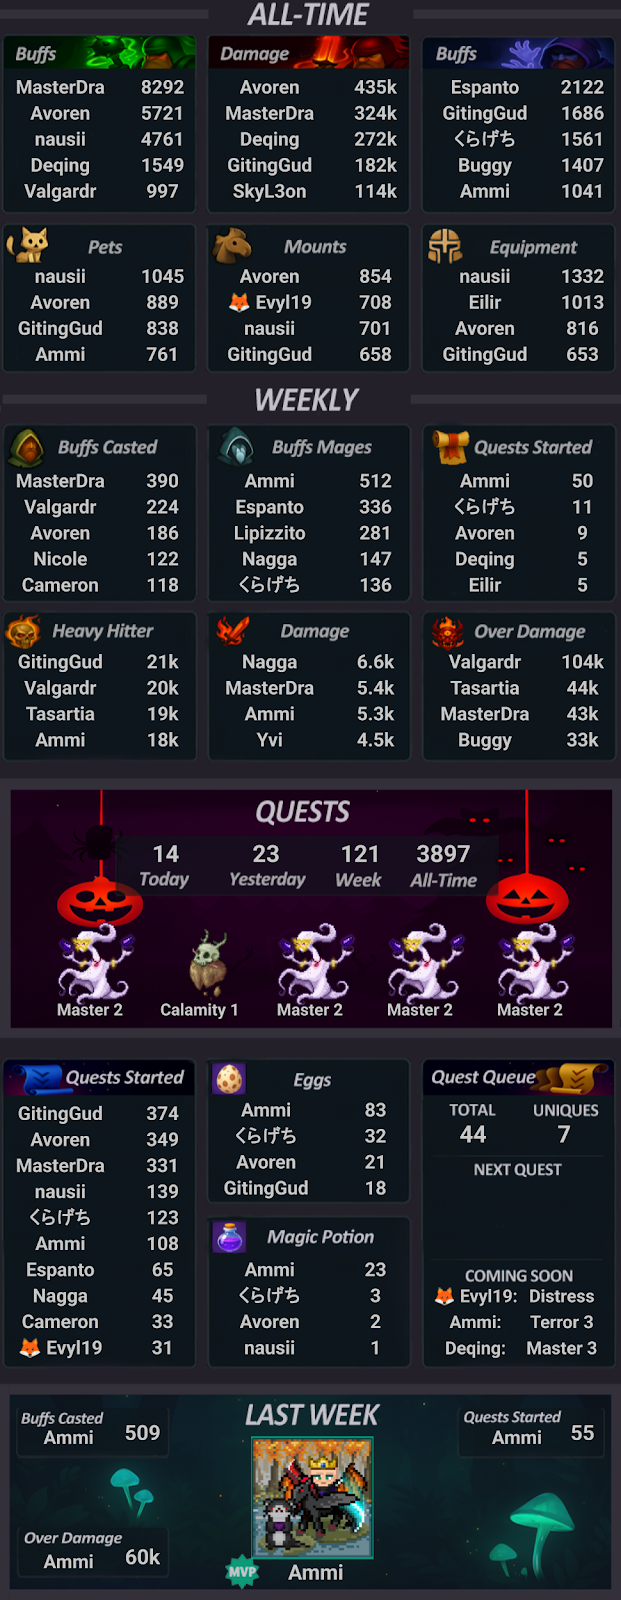 ALL-TIME
Buffs
MasterDra 8292
Avoren 5721
nausii 4761
Deqing 1549
Valgardr 997
Damage
Avoren 435k
MasterDra 324k
Deqing 272k
GitingGud 182k
SkyL3on 114k
Buffs
Espanto 2122
GitingGud 1686
くらげち 1561
Buggy 1407
Ammi 1041
Pets
nausii 1045
Avoren 889
GitingGud 838
Ammi 761
Mounts
Avoren 854
🦊 Evyl19 708
nausii 701
GitingGud 658
Equipment
nausii 1332
Eilir 1013
Avoren 816
GitingGud 653
WEEKLY
Buffs Casted
MasterDra 390
Valgardr 224
Avoren 186
Nicole 122
Cameron 118
Buffs Mages
Ammi 512
Espanto 336
Lipizzito 281
Nagga 147
くらげち 136
Quests Started
Ammi 50
くらげち 11
Avoren 9
Deqing 5
Eilir 5
Heavy Hitter
GitingGud 21k
Valgardr 20k
Tasartia 19k
Ammi 18k
Damage
Nagga 6.6k
MasterDra 5.4k
Ammi 5.3k
Yvi 4.5k
Over Damage
Valgardr 104k
Tasartia 44k
MasterDra 43k
Buggy 33k
QUESTS
14 23 121 3897
Today Yesterday Week All-Time
Master 2 Calamity 1 Master 2 Master 2 Master 2
Quests Started
GitingGud 374
Avoren 349
MasterDra 331
nausii 139
くらげち 123
Ammi 108
Espanto 65
Nagga 45
Cameron 33
🦊 Evyl19 31
Eggs
Ammi 83
くらげち 32
Avoren 21
GitingGud 18
Magic Potion
Ammi 23
くらげち 3
Avoren 2
nausii 1
Quest Queue
TOTAL UNIQUES
44 7
NEXT QUEST
COMING SOON
🦊 Evyl19: Distress
Ammi: Terror 3
Deqing: Master 3
LAST WEEK
Buffs Casted
Ammi 509
Quests Started
Ammi 55
Over Damage
Ammi 60k
MVP Ammi